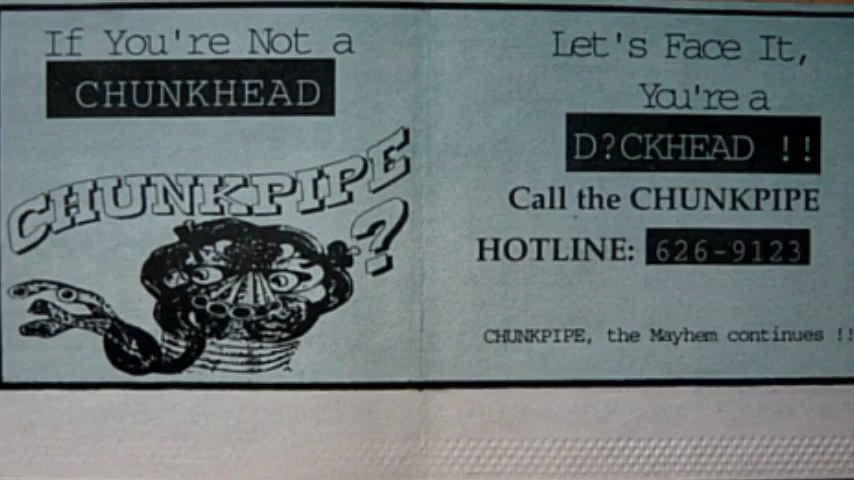 If You're Not a
CHUNKHEAD
CHUNKPIPE?
Let's Face It,
You're a
D?CKHEAD !!
Call the CHUNKPIPE
HOTLINE: 626-9123
CHUNKPIPE, the Mayhem continues !!